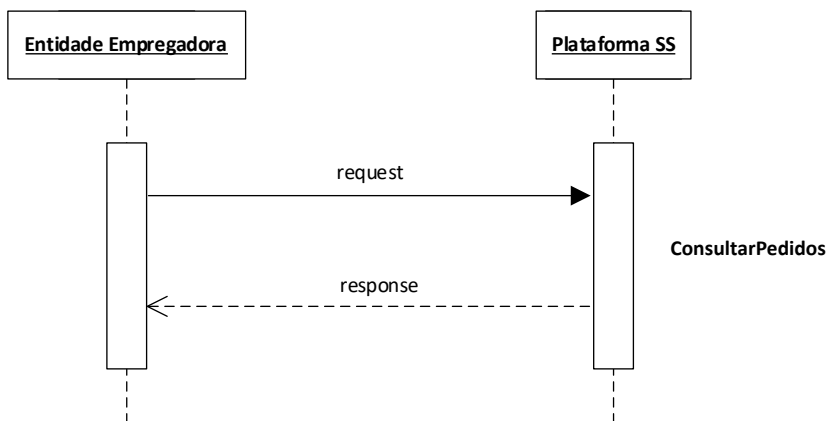 Entidade Empregadora
Plataforma SS
request
ConsultarPedidos
response